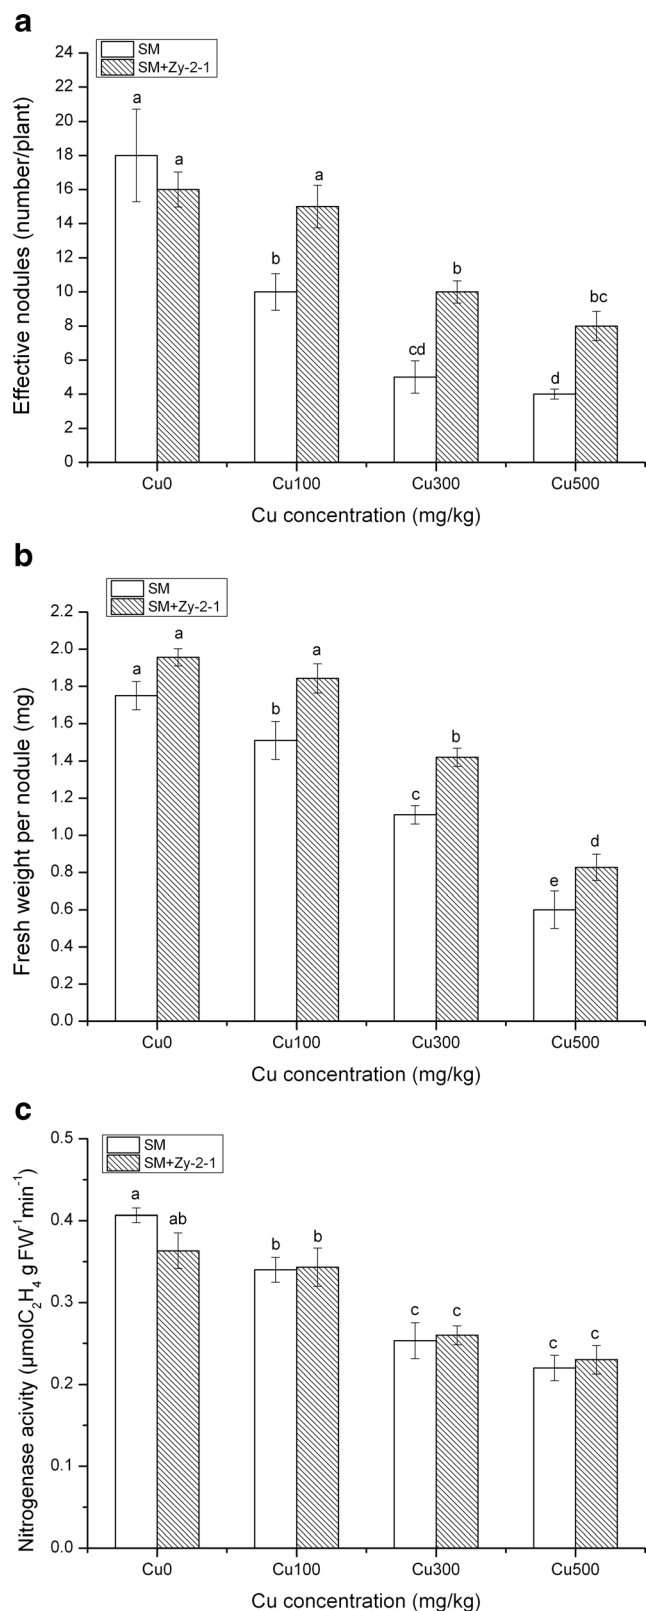 a
SM
SM+Zy-2-1
24
22
20
18
16
14
12
10
8
6
4
2
0
Effective nodules (number/plant)
a
a
b
a
cd
b
d
bc
Cu0 Cu100 Cu300 Cu500
Cu concentration (mg/kg)
b
SM
SM+Zy-2-1
2.2
2.0
1.8
1.6
1.4
1.2
1.0
0.8
0.6
0.4
0.2
0.0
Fresh weight per nodule (mg)
a
a
b
a
c
b
e
d
Cu0 Cu100 Cu300 Cu500
Cu concentration (mg/kg)
c
SM
SM+Zy-2-1
0.5
0.4
0.3
0.2
0.1
0.0
Nitrogenase acivity (μmolC₂H₄ g FW⁻¹min⁻¹)
a
ab
b
b
c
c
c
c
Cu0 Cu100 Cu300 Cu500
Cu concentration (mg/kg)